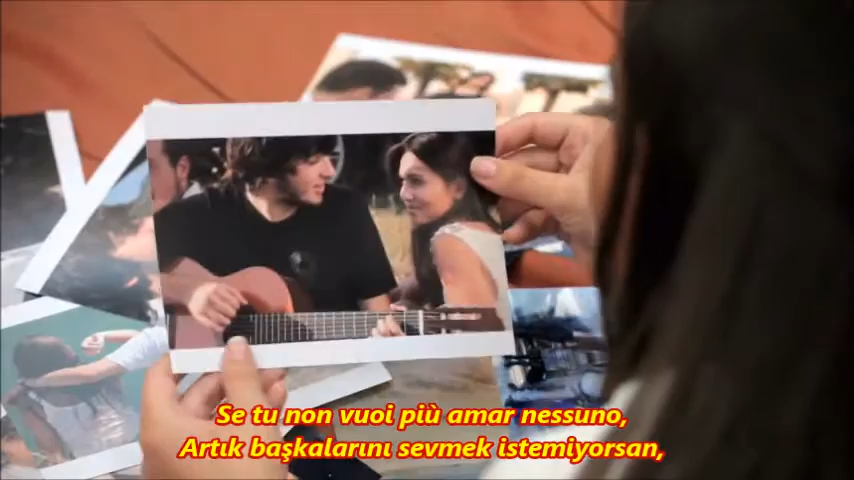 Se tu non vuoi più amar nessuno,
Artık başkalarını sevmek istemiyorsan,